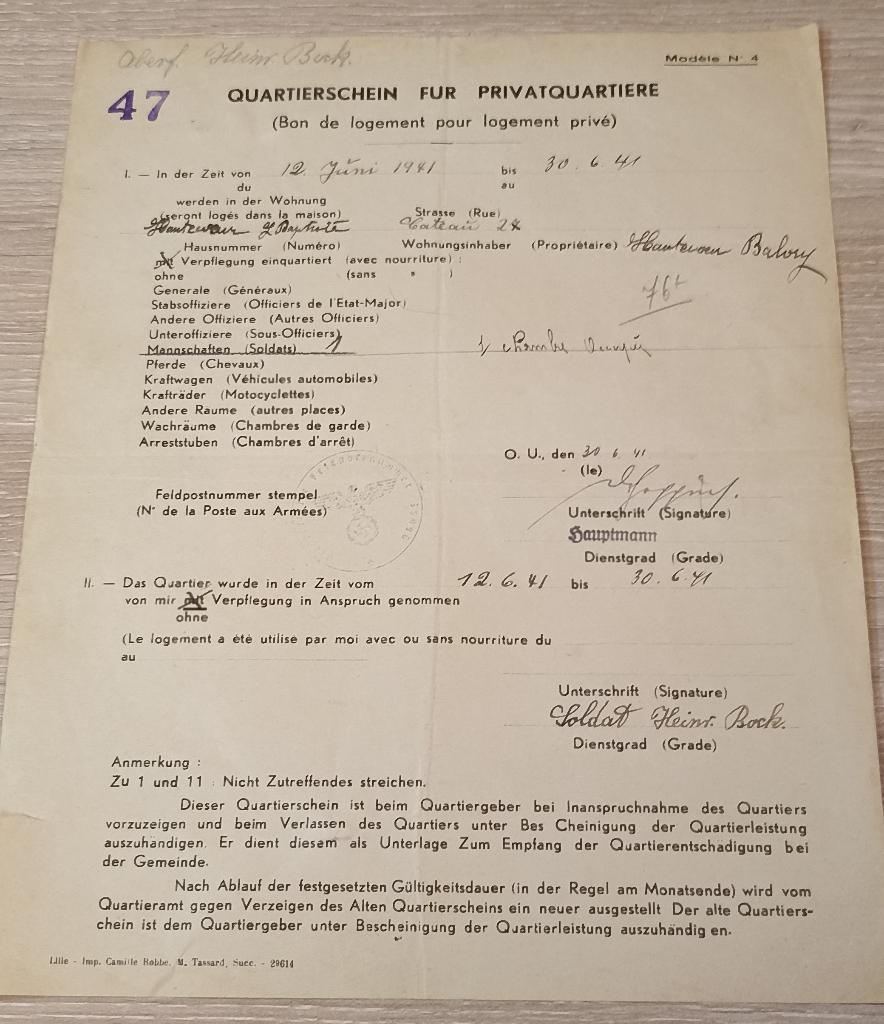 Heinr. Bock.
Modèle N° 4
47
QUARTIERSCHEIN FUR PRIVATQUARTIERE
(Bon de logement pour logement privé)
I. — In der Zeit von 12. Juni 1941 bis 30. 6. 41
du au
werden in der Wohnung
(seront logés dans la maison) Strasse (Rue)
Hausnummer (Numéro) Wohnungsinhaber (Propriétaire)
mit Verpflegung einquartiert (avec nourriture) :
ohne (sans " )
Generale (Généraux)
Stabsoffiziere (Officiers de l'Etat-Major)
Andere Offiziere (Autres Officiers)
Unteroffiziere (Sous-Officiers)
Mannschaften (Soldats) 1
Pferde (Chevaux)
Kraftwagen (Véhicules automobiles)
Krafträder (Motocyclettes)
Andere Raume (autres places)
Wachräume (Chambres de garde)
Arreststuben (Chambres d'arrêt)
O. U., den 30 6 41
(le)
Feldpostnummer stempel
(N° de la Poste aux Armées)
Unterschrift (Signature)
Hauptmann
Dienstgrad (Grade)
II. — Das Quartier wurde in der Zeit vom 12. 6. 41 bis 30. 6. 41
von mir mit Verpflegung in Anspruch genommen
ohne
(Le logement a été utilisé par moi avec ou sans nourriture du
au
Unterschrift (Signature)
Soldat Heinr. Bock.
Dienstgrad (Grade)
Anmerkung :
Zu 1 und 11 : Nicht Zutreffendes streichen.
Dieser Quartierschein ist beim Quartiergeber bei Inanspruchnahme des Quartiers
vorzuzeigen und beim Verlassen des Quartiers unter Bes Cheinigung der Quartierleistung
auszuhändigen. Er dient diesem als Unterlage Zum Empfang der Quartierentschadigung bei
der Gemeinde.
Nach Ablauf der festgesetzten Gültigkeitsdauer (in der Regel am Monatsende) wird vom
Quartieramt gegen Verzeigen des Alten Quartierscheins ein neuer ausgestellt Der alte Quartiers-
chein ist dem Quartiergeber unter Bescheinigung der Quartierleistung auszuhändig en.
Lille - Imp. Camille Robbe. M. Tassard, Succ. - 29614